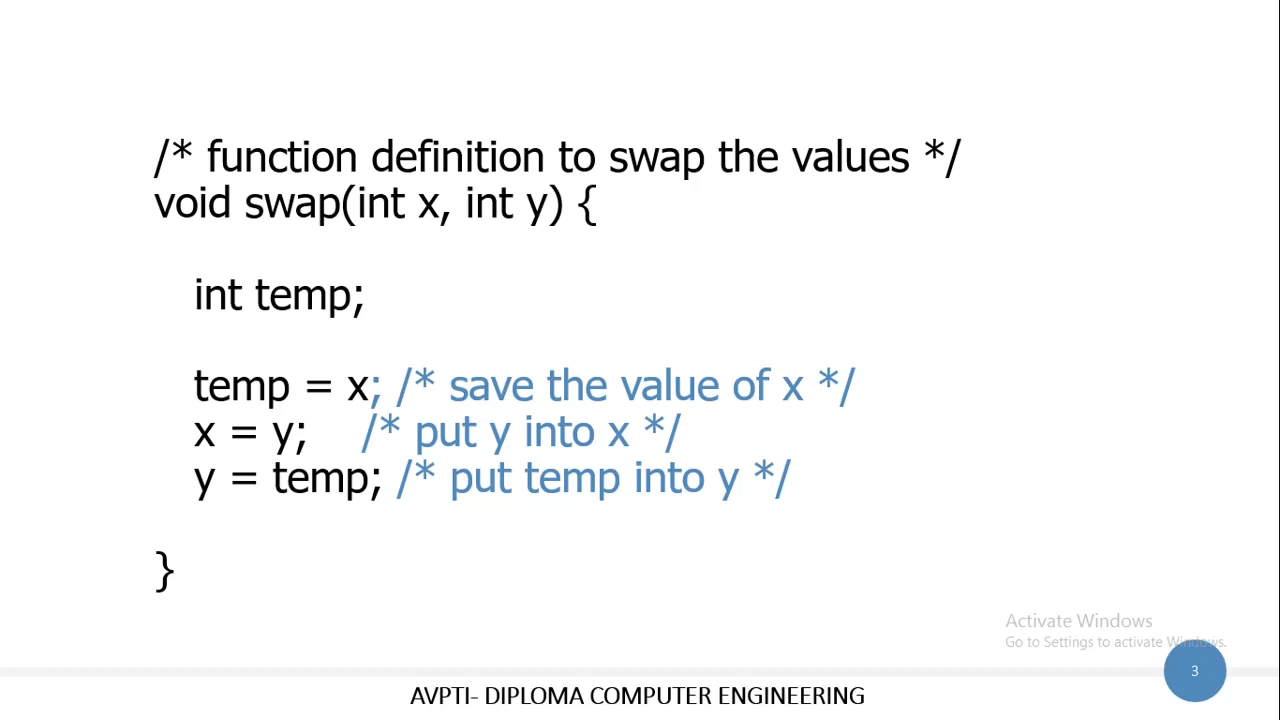 /* function definition to swap the values */
void swap(int x, int y) {
int temp;
temp = x; /* save the value of x */
x = y; /* put y into x */
y = temp; /* put temp into y */
}
Activate Windows
Go to Settings to activate Windows.
3
AVPTI- DIPLOMA COMPUTER ENGINEERING